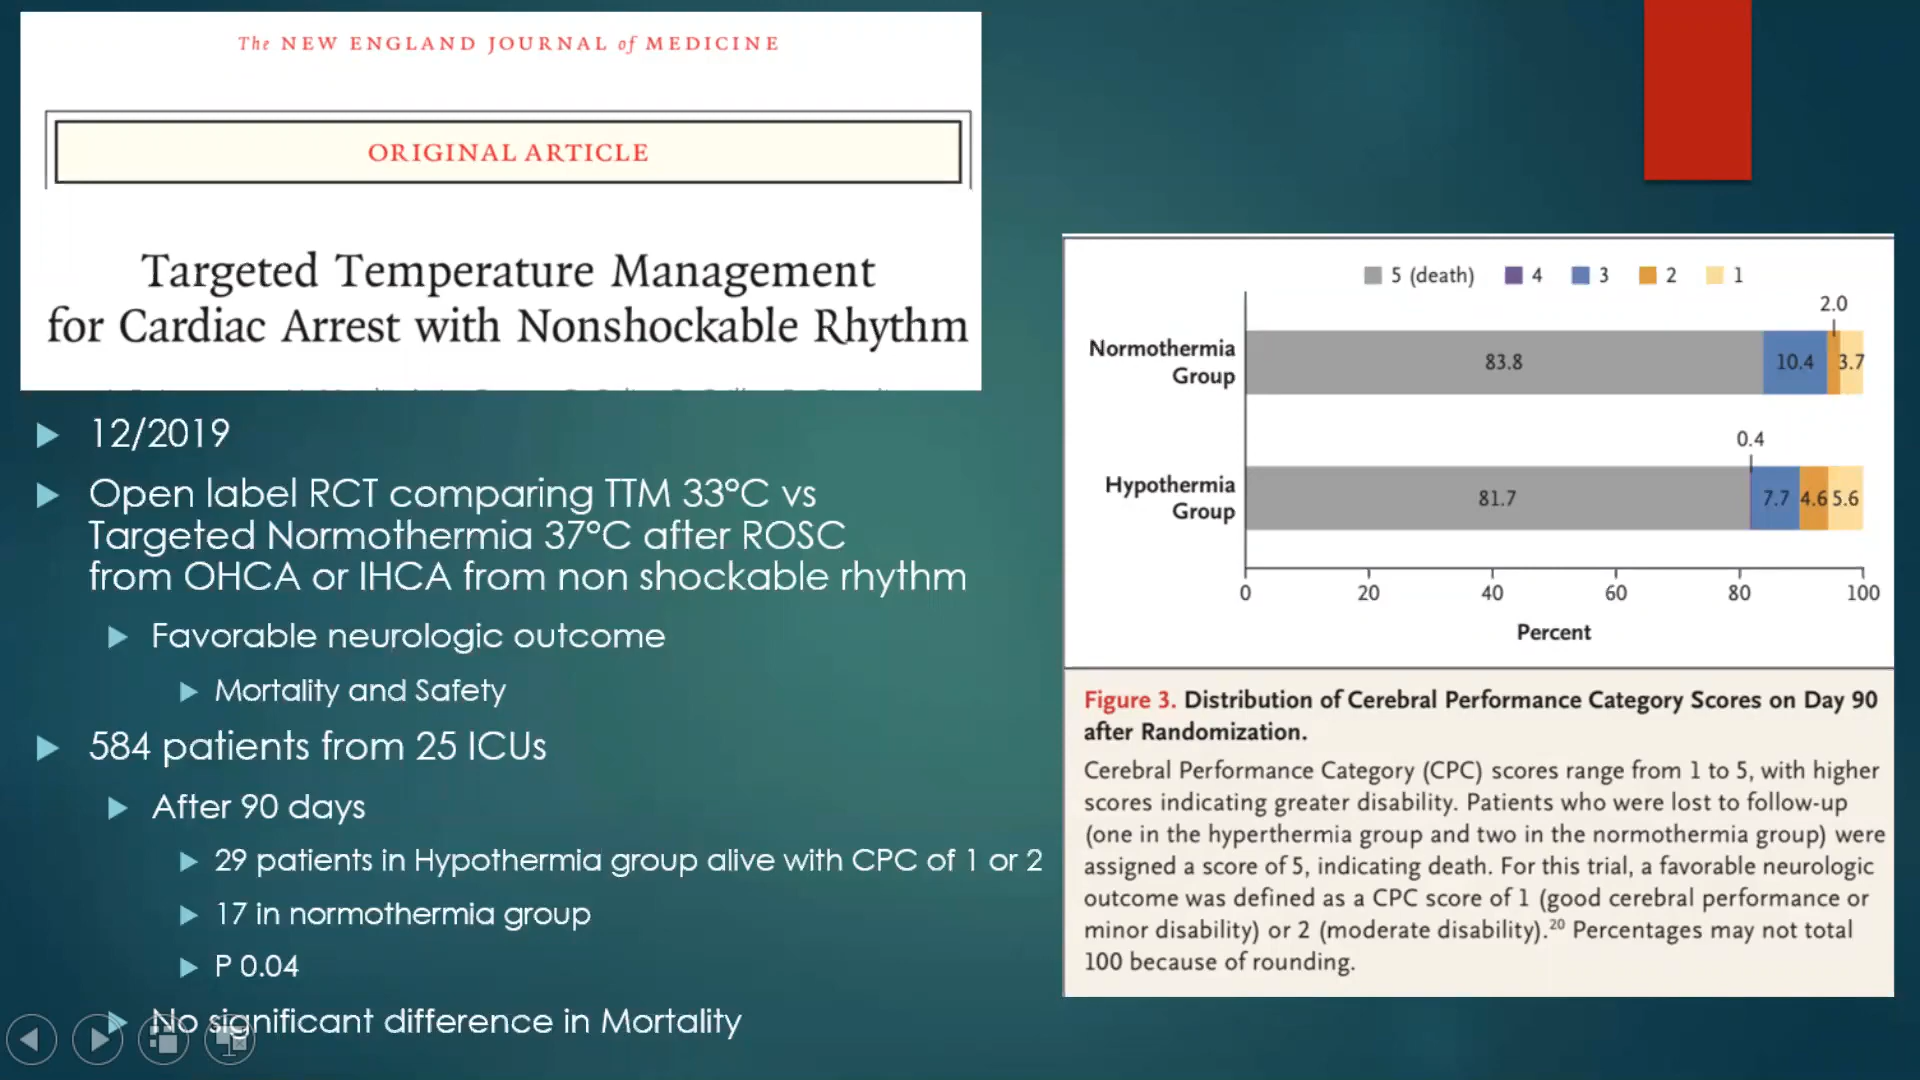 The NEW ENGLAND JOURNAL of MEDICINE
ORIGINAL ARTICLE
Targeted Temperature Management
for Cardiac Arrest with Nonshockable Rhythm
12/2019
Open label RCT comparing TTM 33°C vs
Targeted Normothermia 37°C after ROSC
from OHCA or IHCA from non shockable rhythm
Favorable neurologic outcome
Mortality and Safety
584 patients from 25 ICUs
After 90 days
29 patients in Hypothermia group alive with CPC of 1 or 2
17 in normothermia group
P 0.04
No significant difference in Mortality
5 (death) 4 3 2 1
2.0
Normothermia
Group
83.8 10.4 3.7
0.4
Hypothermia
Group
81.7 7.7 4.6 5.6
0 20 40 60 80 100
Percent
Figure 3. Distribution of Cerebral Performance Category Scores on Day 90
after Randomization.
Cerebral Performance Category (CPC) scores range from 1 to 5, with higher
scores indicating greater disability. Patients who were lost to follow-up
(one in the hyperthermia group and two in the normothermia group) were
assigned a score of 5, indicating death. For this trial, a favorable neurologic
outcome was defined as a CPC score of 1 (good cerebral performance or
minor disability) or 2 (moderate disability).20 Percentages may not total
100 because of rounding.